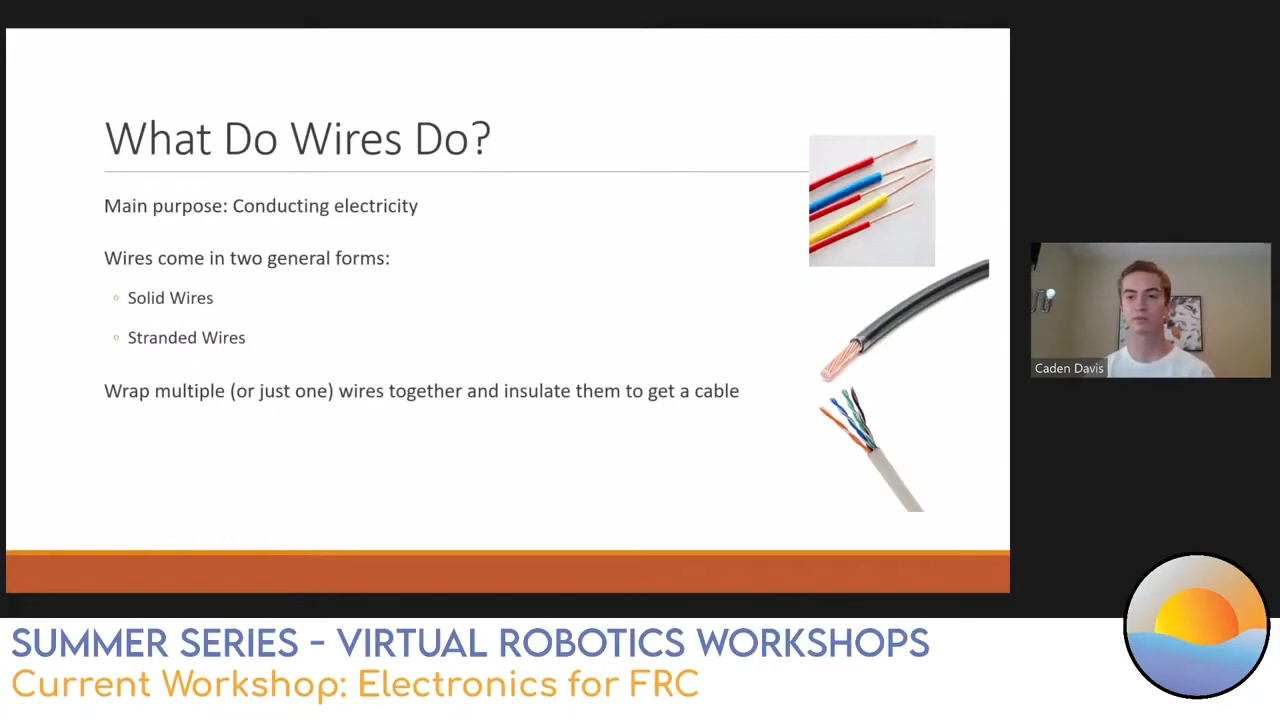 What Do Wires Do?
Main purpose: Conducting electricity
Wires come in two general forms:
Solid Wires
Stranded Wires
Wrap multiple (or just one) wires together and insulate them to get a cable
Caden Davis
SUMMER SERIES - VIRTUAL ROBOTICS WORKSHOPS
Current Workshop: Electronics for FRC